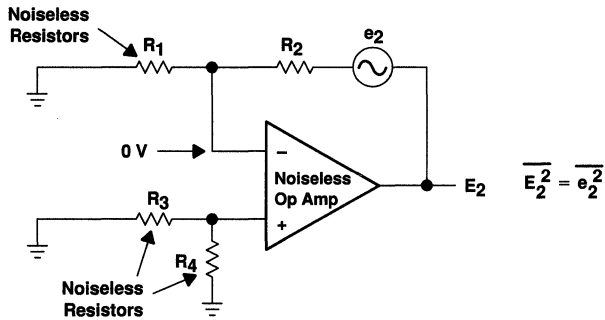 Noiseless
Resistors
R1
R2
e2
0 V
−
Noiseless
Op Amp
+
E2
E2² = e2²
R3
R4
Noiseless
Resistors